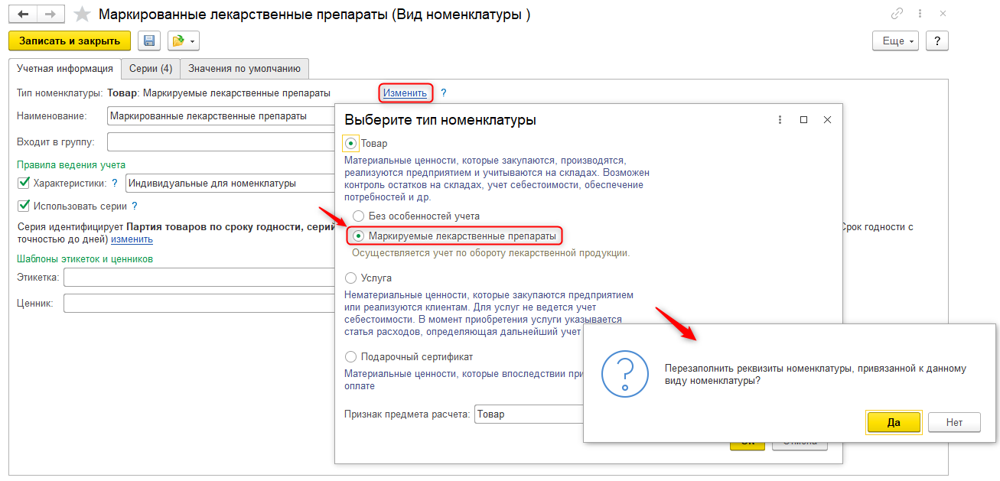 Маркированные лекарственные препараты (Вид номенклатуры )
Записать и закрыть
Еще
?
Учетная информация
Серии (4)
Значения по умолчанию
Тип номенклатуры: Товар: Маркируемые лекарственные препараты
Изменить
?
Наименование:
Маркированные лекарственные препараты
Входит в группу:
Правила ведения учета
Характеристики: ?
Индивидуальные для номенклатуры
Использовать серии ?
Серия идентифицирует Партия товаров по сроку годности, серий
Срок годности с
точностью до дней) изменить
Шаблоны этикеток и ценников
Этикетка:
Ценник:
Выберите тип номенклатуры
Товар
Материальные ценности, которые закупаются, производятся,
реализуются предприятием и учитываются на складах. Возможен
контроль остатков на складах, учет себестоимости, обеспечение
потребностей и др.
Без особенностей учета
Маркируемые лекарственные препараты
Осуществляется учет по обороту лекарственной продукции.
Услуга
Нематериальные ценности, которые закупаются предприятием
или реализуются клиентам. Для услуг не ведется учет
себестоимости. В момент приобретения услуги указывается
статья расходов, определяющая дальнейший учет
Подарочный сертификат
Материальные ценности, которые впоследствии при
оплате
Признак предмета расчета:
Товар
Перезаполнить реквизиты номенклатуры, привязанной к данному
виду номенклатуры?
Да
Нет